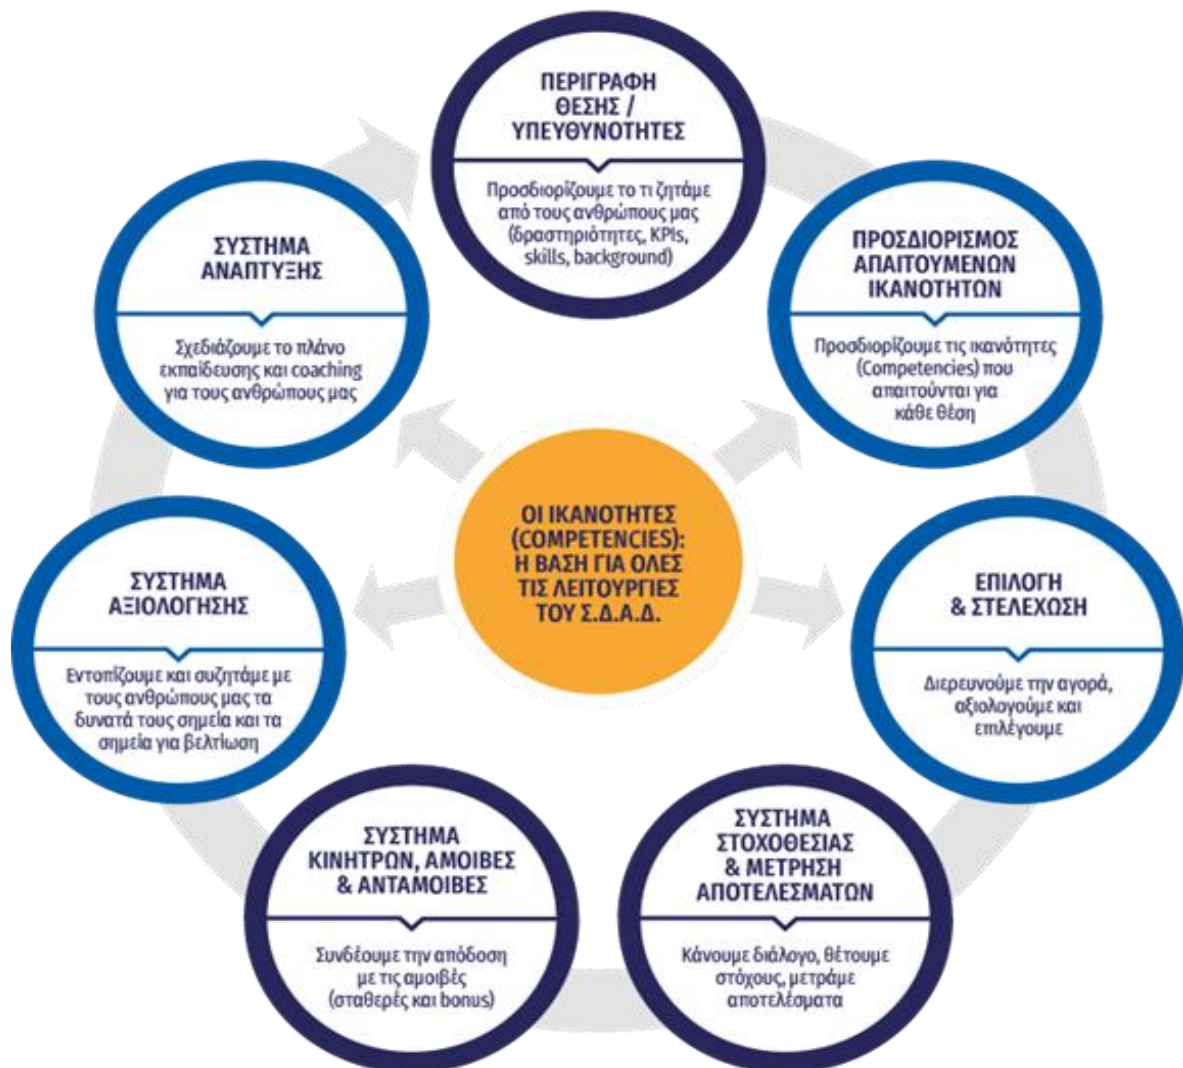 ΠΕΡΙΓΡΑΦΗ
ΘΕΣΗΣ /
ΥΠΕΥΘΥΝΟΤΗΤΕΣ
Προσδιορίζουμε το τι ζητάμε
από τους ανθρώπους μας
(δραστηριότητες, KPIs,
skills, background)
ΠΡΟΣΔΙΟΡΙΣΜΟΣ
ΑΠΑΙΤΟΥΜΕΝΩΝ
ΙΚΑΝΟΤΗΤΩΝ
Προσδιορίζουμε τις ικανότητες
(Competencies) που
απαιτούνται για
κάθε θέση
ΕΠΙΛΟΓΗ
& ΣΤΕΛΕΧΩΣΗ
Διερευνούμε την αγορά,
αξιολογούμε και
επιλέγουμε
ΣΥΣΤΗΜΑ
ΣΤΟΧΟΘΕΣΙΑΣ
& ΜΕΤΡΗΣΗ
ΑΠΟΤΕΛΕΣΜΑΤΩΝ
Κάνουμε διάλογο, θέτουμε
στόχους, μετράμε
αποτελέσματα
ΣΥΣΤΗΜΑ
ΚΙΝΗΤΡΩΝ, ΑΜΟΙΒΕΣ
& ΑΝΤΑΜΟΙΒΕΣ
Συνδέουμε την απόδοση
με τις αμοιβές
(σταθερές και bonus)
ΣΥΣΤΗΜΑ
ΑΞΙΟΛΟΓΗΣΗΣ
Εντοπίζουμε και συζητάμε με
τους ανθρώπους μας τα
δυνατά τους σημεία και τα
σημεία για βελτίωση
ΣΥΣΤΗΜΑ
ΑΝΑΠΤΥΞΗΣ
Σχεδιάζουμε το πλάνο
εκπαίδευσης και coaching
για τους ανθρώπους μας
ΟΙ ΙΚΑΝΟΤΗΤΕΣ
(COMPETENCIES):
Η ΒΑΣΗ ΓΙΑ ΟΛΕΣ
ΤΙΣ ΛΕΙΤΟΥΡΓΙΕΣ
ΤΟΥ Σ.Δ.Α.Δ.